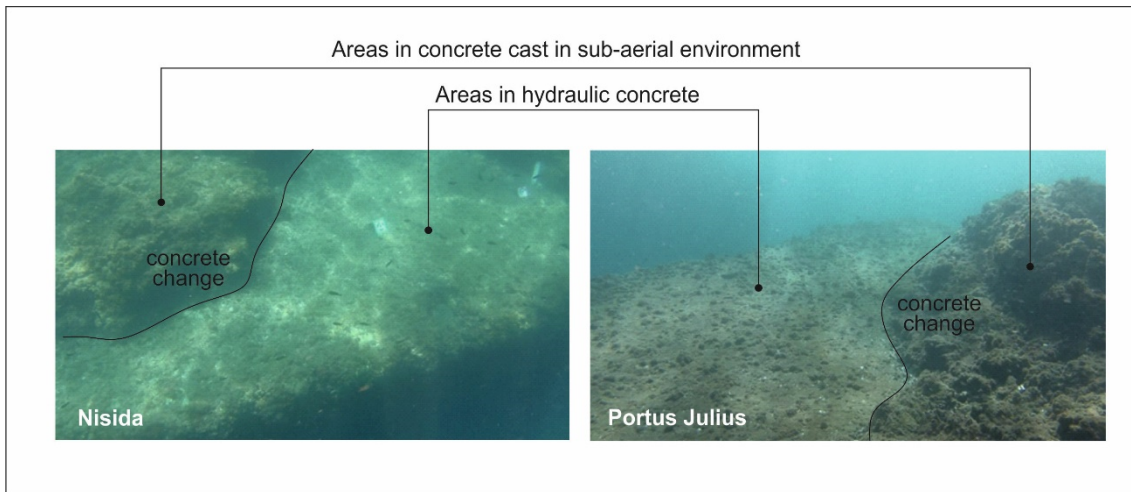 Areas in concrete cast in sub-aerial environment
Areas in hydraulic concrete
concrete
change
Nisida
concrete
change
Portus Julius